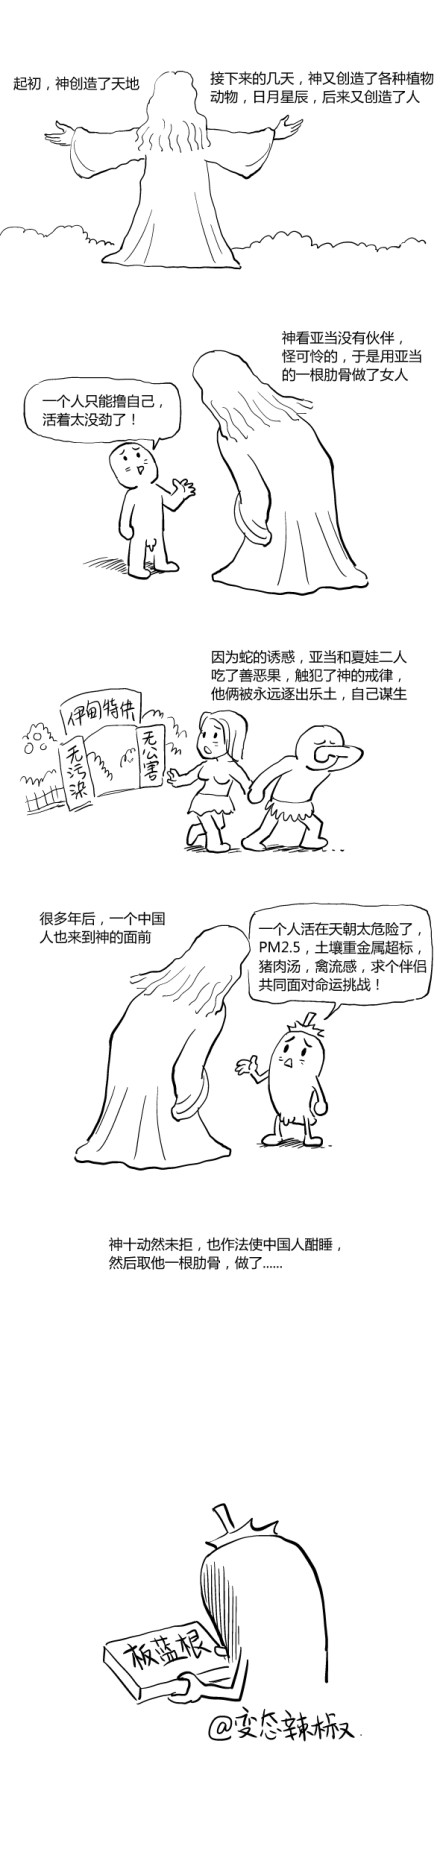 起初，神创造了天地
接下来的几天，神又创造了各种植物
动物，日月星辰，后来又创造了人
神看亚当没有伙伴，
怪可怜的，于是用亚当
的一根肋骨做了女人
一个人只能撸自己，
活着太没劲了！
因为蛇的诱惑，亚当和夏娃二人
吃了善恶果，触犯了神的戒律，
他俩被永远逐出乐土，自己谋生
伊甸特供
无污染
无公害
很多年后，一个中国
人也来到神的面前
一个人活在天朝太危险了，
PM2.5，土壤重金属超标，
猪肉汤，禽流感，求个伴侣
共同面对命运挑战！
神十动然未拒，也作法使中国人酣睡，
然后取他一根肋骨，做了......
板蓝根
@变态辣椒